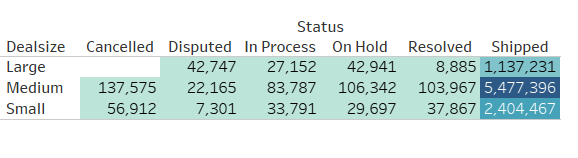 Status
Dealsize Cancelled Disputed In Process On Hold Resolved Shipped
Large 42,747 27,152 42,941 8,885 1,137,231
Medium 137,575 22,165 83,787 106,342 103,967 5,477,396
Small 56,912 7,301 33,791 29,697 37,867 2,404,467